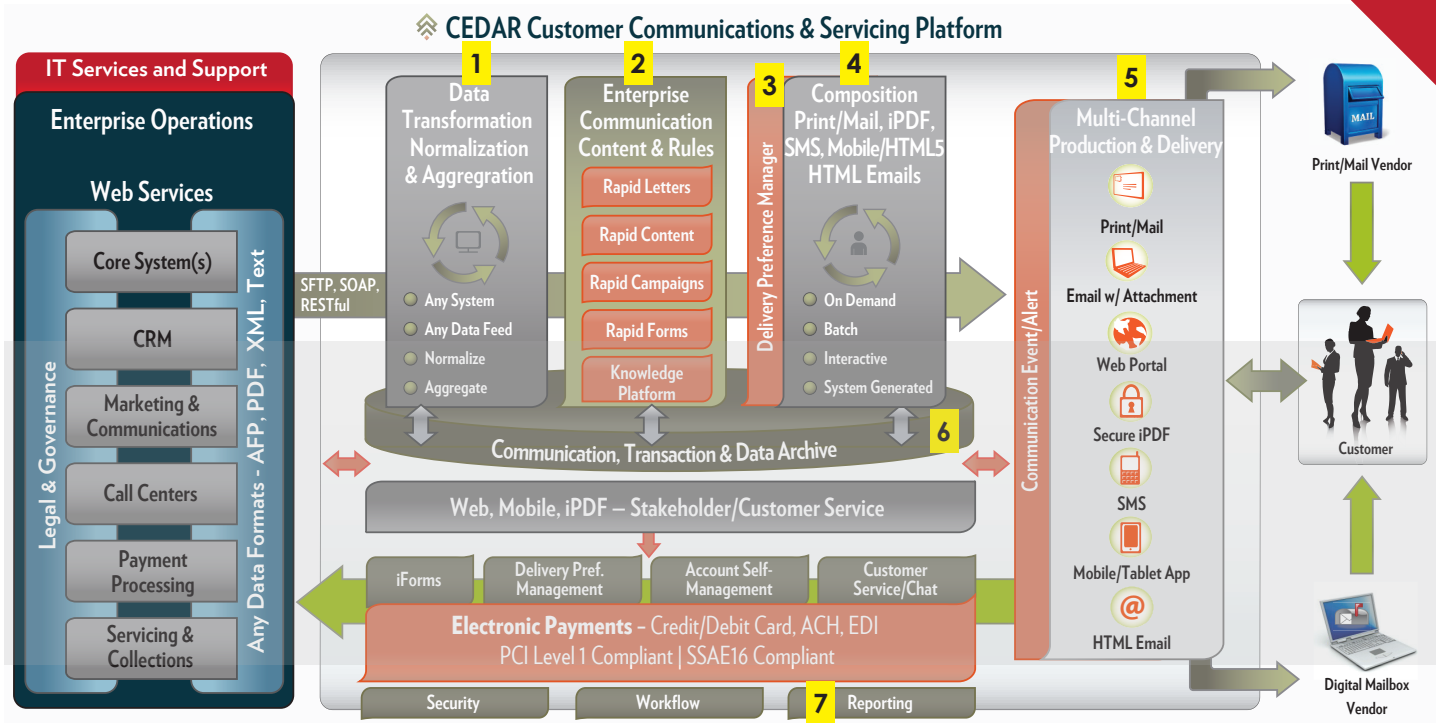 CEDAR Customer Communications & Servicing Platform
IT Services and Support
Enterprise Operations
Web Services
Legal & Governance
Core System(s)
CRM
Marketing &
Communications
Call Centers
Payment
Processing
Servicing &
Collections
Any Data Formats - AFP, PDF, XML, Text
SFTP, SOAP,
RESTful
1
Data
Transformation
Normalization
& Aggregration
Any System
Any Data Feed
Normalize
Aggregate
2
Enterprise
Communication
Content & Rules
Rapid Letters
Rapid Content
Rapid Campaigns
Rapid Forms
Knowledge
Platform
3
Delivery Preference Manager
4
Composition
Print/Mail, iPDF,
SMS, Mobile/HTML5
HTML Emails
On Demand
Batch
Interactive
System Generated
6
Communication, Transaction & Data Archive
Web, Mobile, iPDF – Stakeholder/Customer Service
iForms
Delivery Pref.
Management
Account Self-
Management
Customer
Service/Chat
Electronic Payments – Credit/Debit Card, ACH, EDI
PCI Level 1 Compliant | SSAE16 Compliant
Security
Workflow
7
Reporting
Communication Event/Alert
5
Multi-Channel
Production & Delivery
Print/Mail
Email w/ Attachment
Web Portal
Secure iPDF
SMS
Mobile/Tablet App
@
HTML Email
MAIL
Print/Mail Vendor
Customer
Digital Mailbox
Vendor